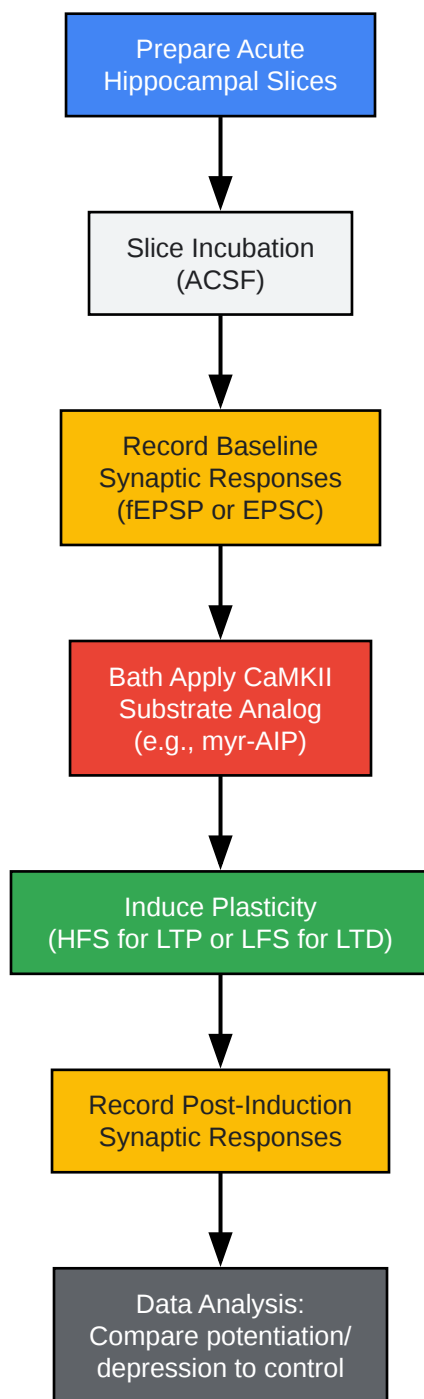 Prepare Acute
Hippocampal Slices
Slice Incubation
(ACSF)
Record Baseline
Synaptic Responses
(fEPSP or EPSC)
Bath Apply CaMKII
Substrate Analog
(e.g., myr-AIP)
Induce Plasticity
(HFS for LTP or LFS for LTD)
Record Post-Induction
Synaptic Responses
Data Analysis:
Compare potentiation/
depression to control